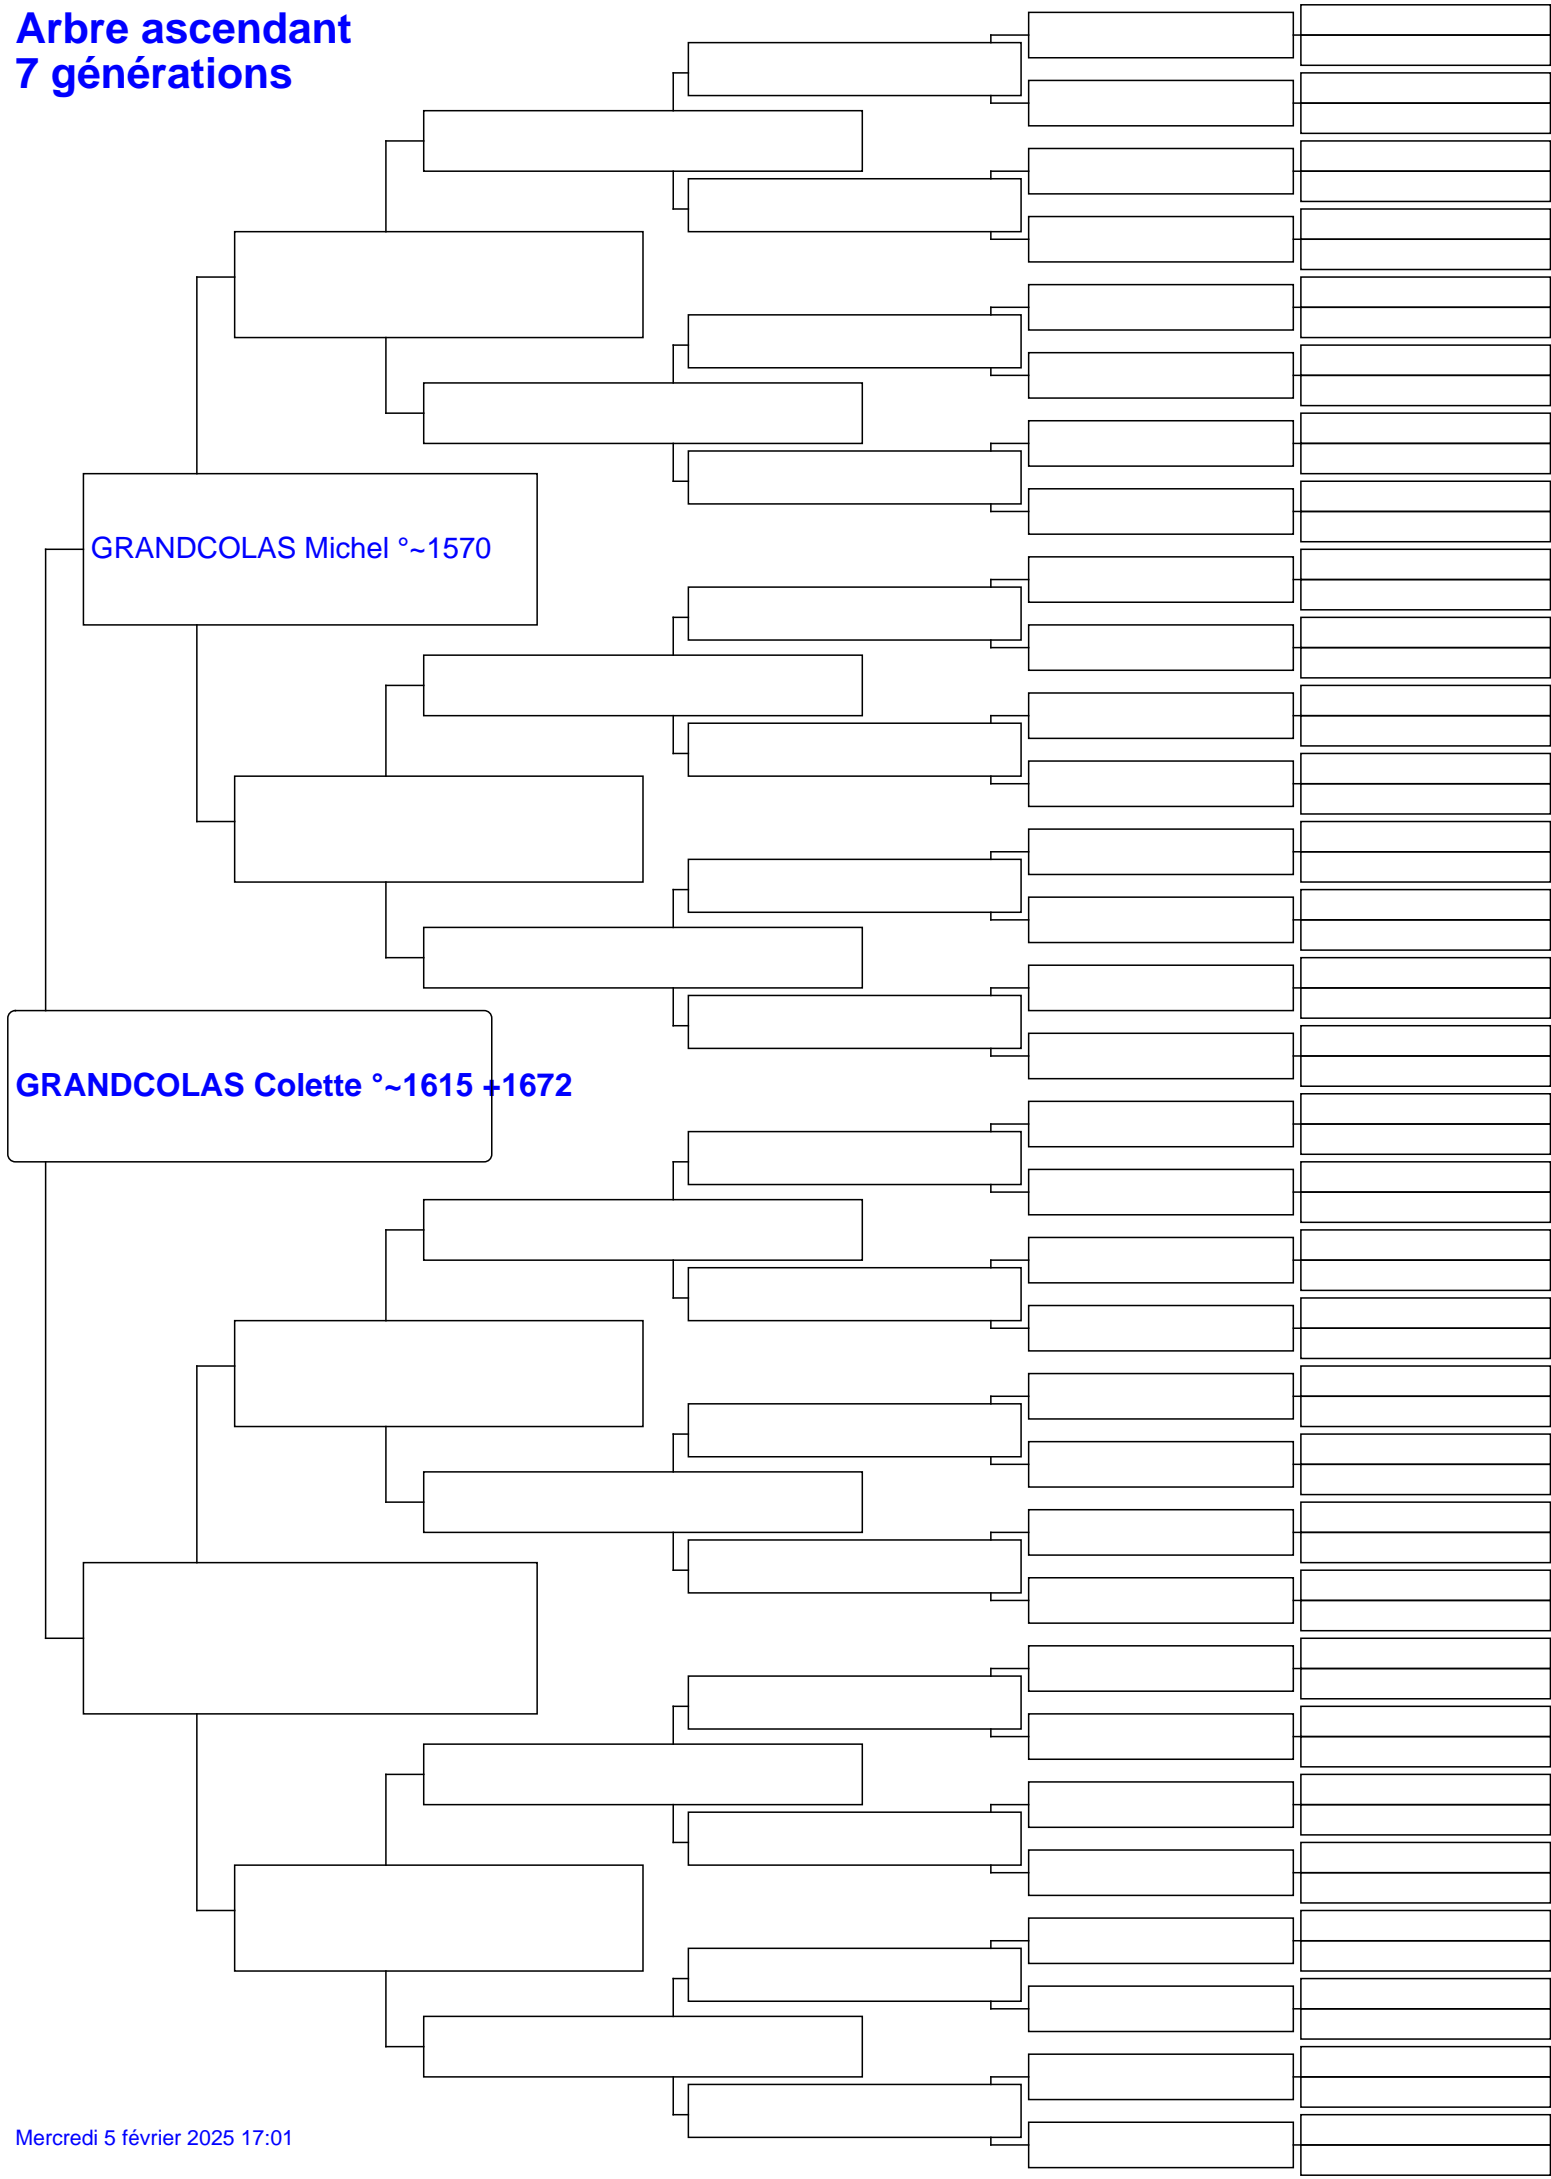 Arbre ascendant
7 générations
GRANDCOLAS Michel °~1570
GRANDCOLAS Colette °~1615 +1672
Mercredi 5 février 2025 17:01